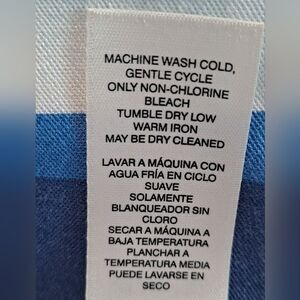 MACHINE WASH COLD,
GENTLE CYCLE
ONLY NON-CHLORINE
BLEACH
TUMBLE DRY LOW
WARM IRON
MAY BE DRY CLEANED
LAVAR A MÁQUINA CON
AGUA FRÍA EN CICLO
SUAVE
SOLAMENTE
BLANQUEADOR SIN
CLORO
SECAR A MÁQUINA A
BAJA TEMPERATURA
PLANCHAR A
TEMPERATURA MEDIA
PUEDE LAVARSE EN
SECO